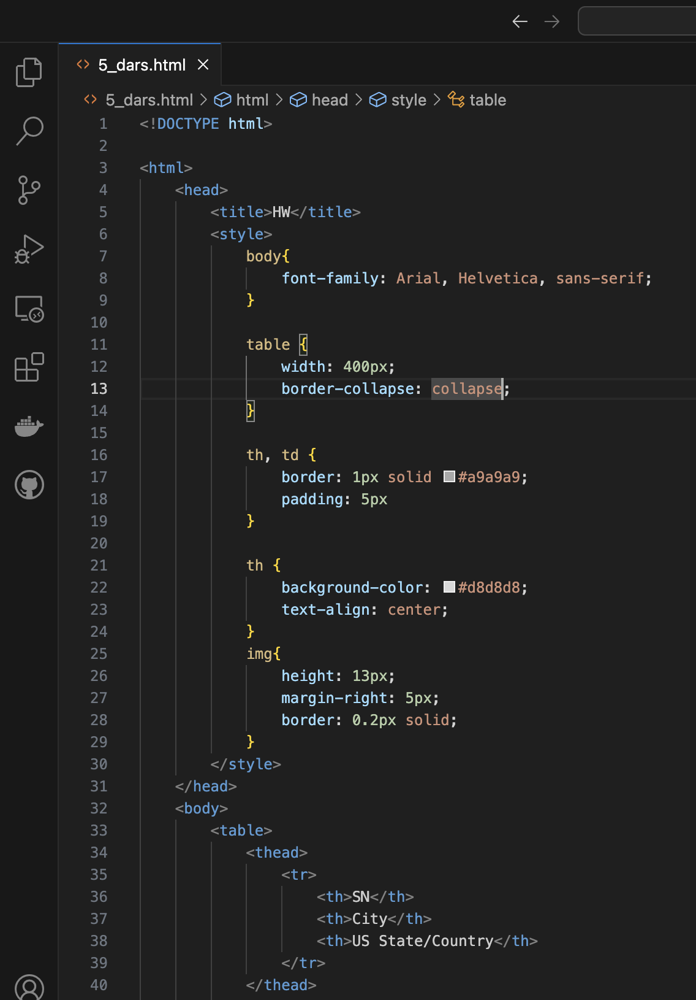 5_dars.html
5_dars.html > html > head > style > table
1 <!DOCTYPE html>
2
3 <html>
4     <head>
5         <title>HW</title>
6         <style>
7             body{
8                 font-family: Arial, Helvetica, sans-serif;
9             }
10
11             table {
12                 width: 400px;
13                 border-collapse: collapse;
14             }
15
16             th, td {
17                 border: 1px solid #a9a9a9;
18                 padding: 5px
19             }
20
21             th {
22                 background-color: #d8d8d8;
23                 text-align: center;
24             }
25             img{
26                 height: 13px;
27                 margin-right: 5px;
28                 border: 0.2px solid;
29             }
30         </style>
31     </head>
32     <body>
33         <table>
34             <thead>
35                 <tr>
36                     <th>SN</th>
37                     <th>City</th>
38                     <th>US State/Country</th>
39                 </tr>
40             </thead>